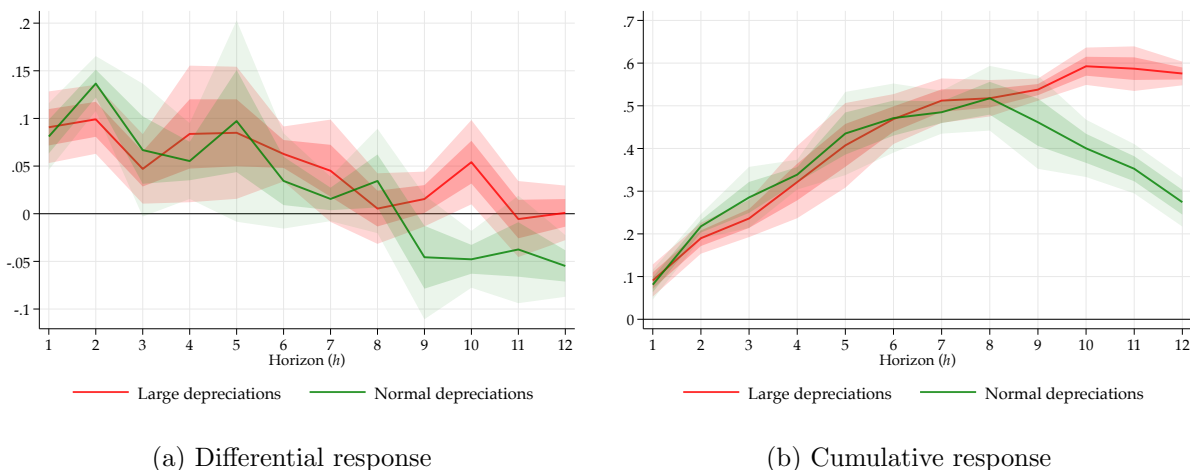 .2
.15
.1
.05
0
-.05
-.1
1 2 3 4 5 6 7 8 9 10 11 12
Horizon (h)
Large depreciations Normal depreciations
(a) Differential response
.7
.6
.5
.4
.3
.2
.1
0
1 2 3 4 5 6 7 8 9 10 11 12
Horizon (h)
Large depreciations Normal depreciations
(b) Cumulative response